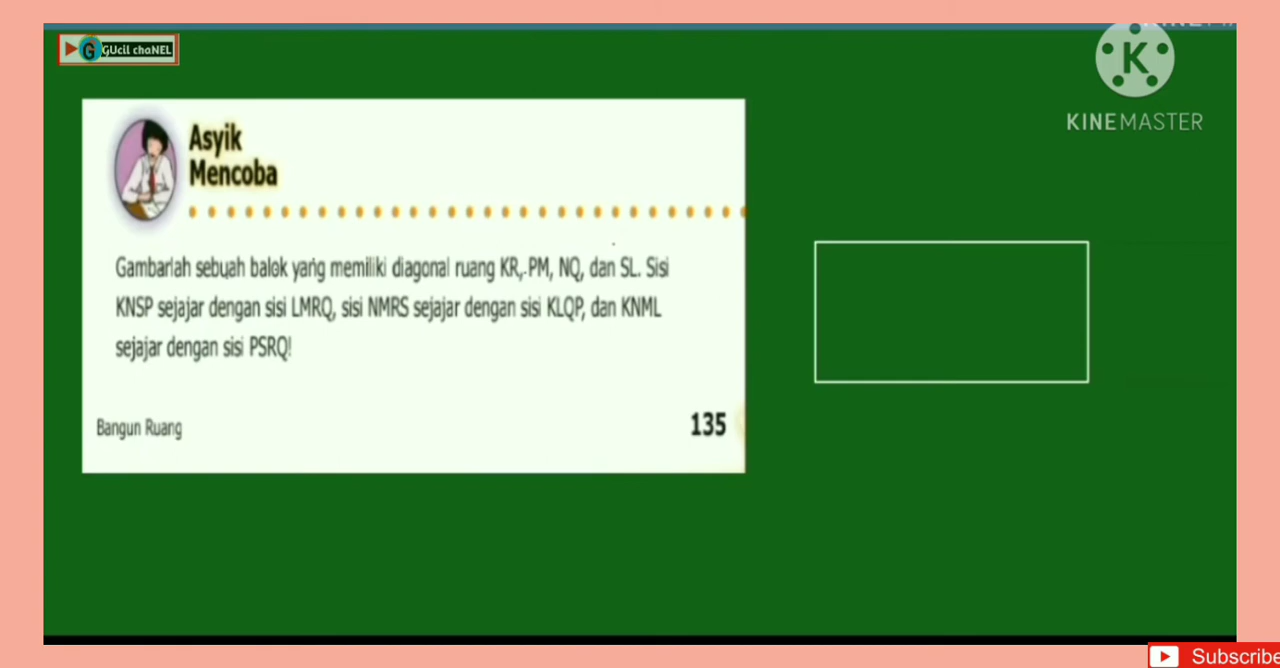 GUcil chaNEL
K
KINEMASTER
Asyik
Mencoba
Gambarlah sebuah balok yang memiliki diagonal ruang KR, PM, NQ, dan SL. Sisi
KNSP sejajar dengan sisi LMRQ, sisi NMRS sejajar dengan sisi KLQP, dan KNML
sejajar dengan sisi PSRQ!
Bangun Ruang
135
Subscribe